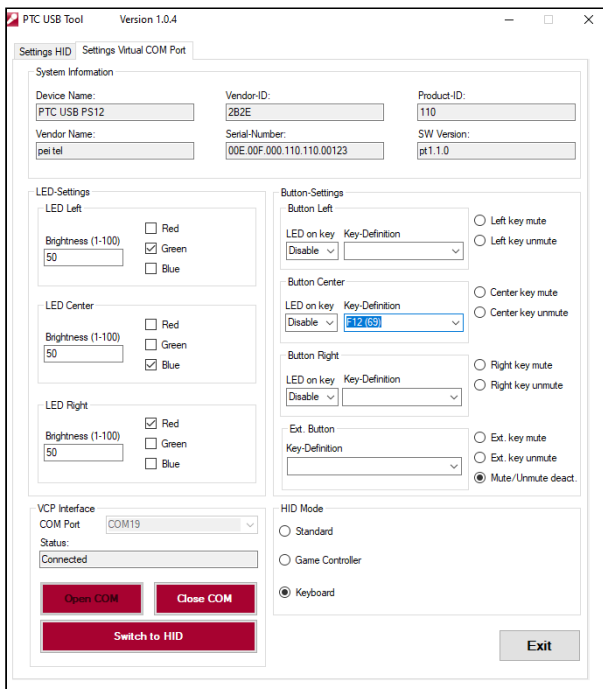 PTC USB Tool Version 1.0.4
Settings HID Settings Virtual COM Port
System Information
Device Name: Vendor-ID: Product-ID:
PTC USB PS12 2B2E 110
Vendor Name: Serial-Number: SW Version:
pei tel 00E.00F.000.110.110.00123 pt1.1.0
LED-Settings
LED Left
Brightness (1-100)
50
Red
Green
Blue
LED Center
Brightness (1-100)
50
Red
Green
Blue
LED Right
Brightness (1-100)
50
Red
Green
Blue
Button-Settings
Button Left
LED on key Key-Definition
Disable
Left key mute
Left key unmute
Button Center
LED on key Key-Definition
Disable F12 (69)
Center key mute
Center key unmute
Button Right
LED on key Key-Definition
Disable
Right key mute
Right key unmute
Ext. Button
Key-Definition
Ext. key mute
Ext. key unmute
Mute/Unmute deact.
VCP Interface
COM Port COM19
Status:
Connected
Open COM Close COM
Switch to HID
HID Mode
Standard
Game Controller
Keyboard
Exit